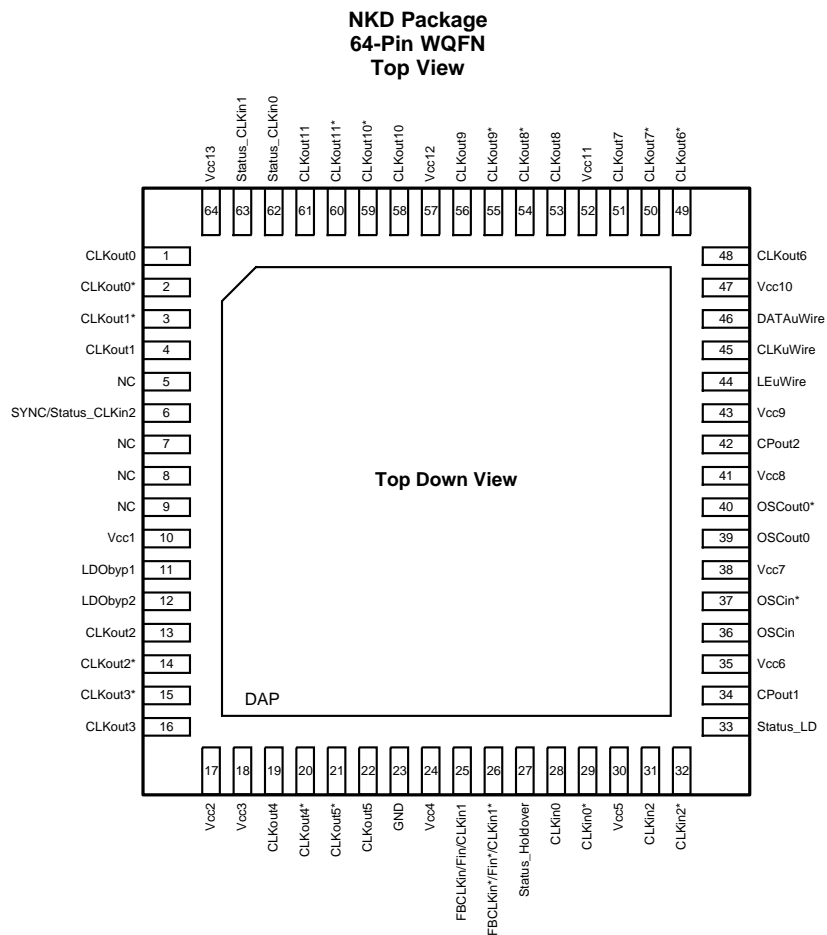 NKD Package
64-Pin WQFN
Top View
Vcc13
Status_CLKin1
Status_CLKin0
CLKout11
CLKout11*
CLKout10*
CLKout10
Vcc12
CLKout9
CLKout9*
CLKout8*
CLKout8
Vcc11
CLKout7
CLKout7*
CLKout6*
64 63 62 61 60 59 58 57 56 55 54 53 52 51 50 49
CLKout0 1
CLKout0* 2
CLKout1* 3
CLKout1 4
NC 5
SYNC/Status_CLKin2 6
NC 7
NC 8
NC 9
Vcc1 10
LDObyp1 11
LDObyp2 12
CLKout2 13
CLKout2* 14
CLKout3* 15
CLKout3 16
Top Down View
DAP
48 CLKout6
47 Vcc10
46 DATAuWire
45 CLKuWire
44 LEuWire
43 Vcc9
42 CPout2
41 Vcc8
40 OSCout0*
39 OSCout0
38 Vcc7
37 OSCin*
36 OSCin
35 Vcc6
34 CPout1
33 Status_LD
17 18 19 20 21 22 23 24 25 26 27 28 29 30 31 32
Vcc2
Vcc3
CLKout4
CLKout4*
CLKout5*
CLKout5
GND
Vcc4
FBCLKin/Fin/CLKin1
FBCLKin*/Fin*/CLKin1*
Status_Holdover
CLKin0
CLKin0*
Vcc5
CLKin2
CLKin2*